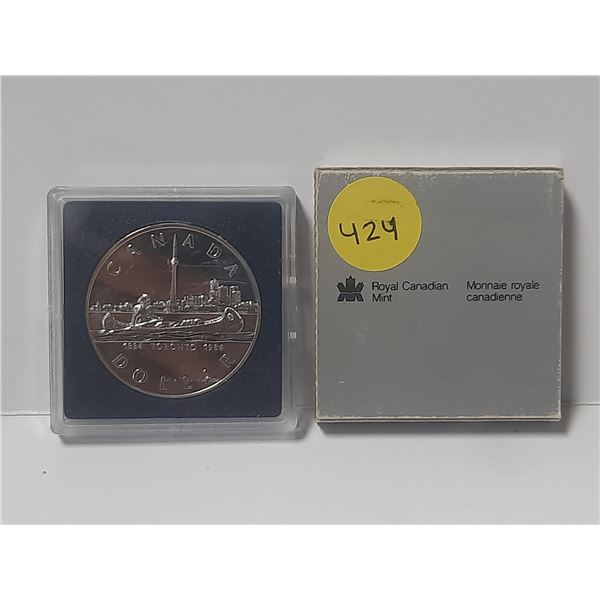 CANADA
1834 TORONTO 1984
DOLLAR
424
Royal Canadian
Mint
Monnaie royale
canadienne